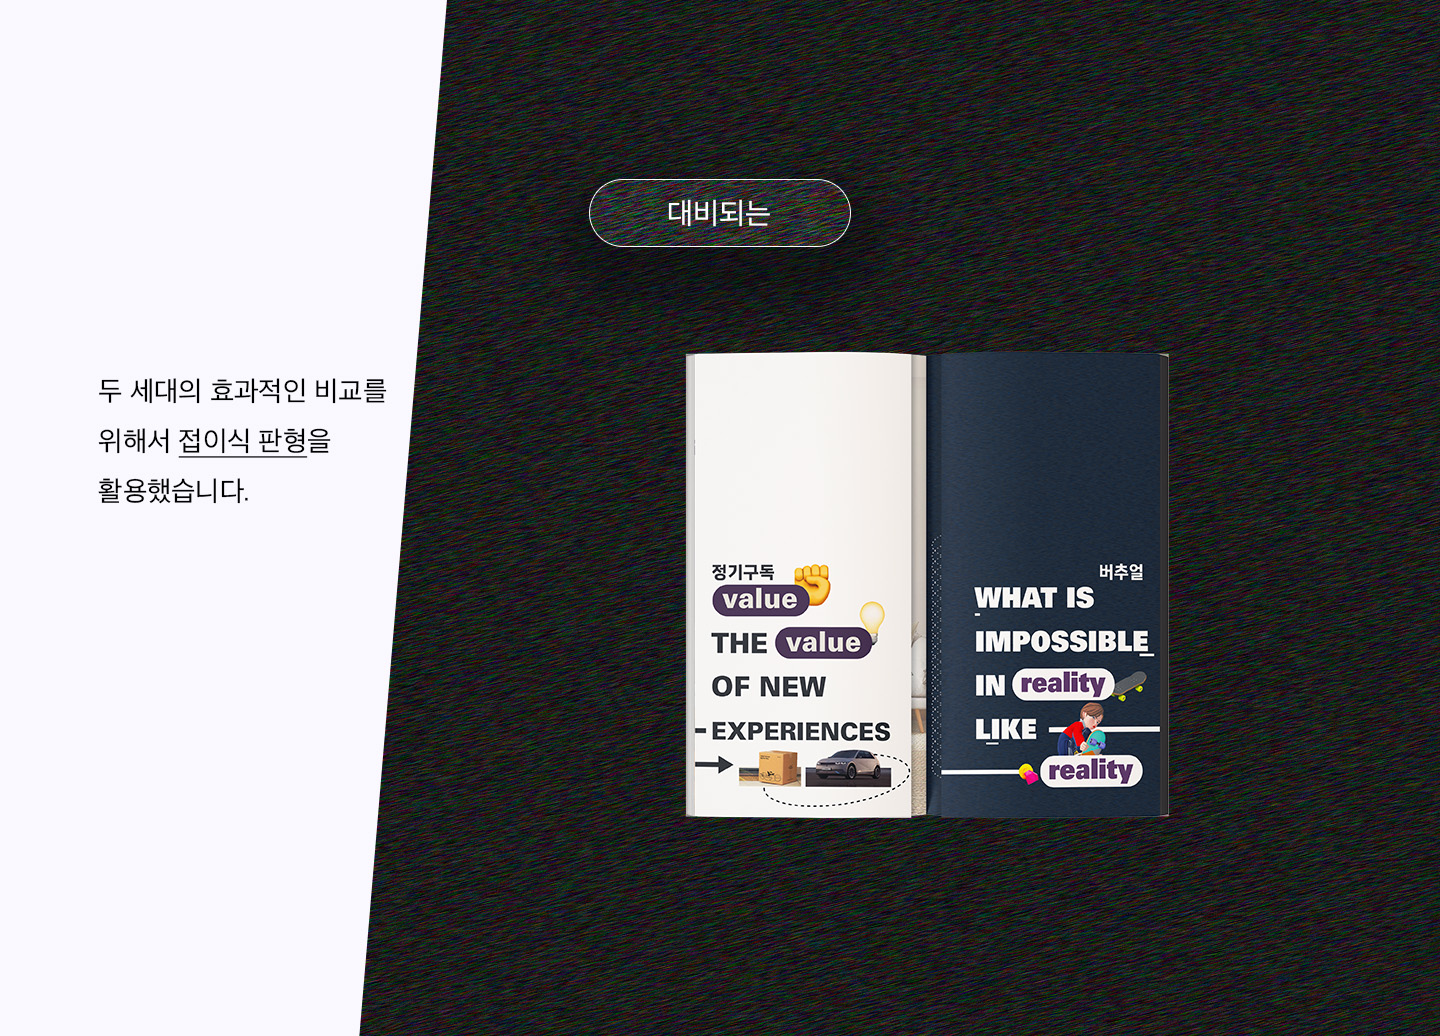 대비되는
두 세대의 효과적인 비교를
위해서 접이식 판형을
활용했습니다.
정기구독
value
THE value
OF NEW
EXPERIENCES
버추얼
WHAT IS
IMPOSSIBLE
IN reality
LIKE
reality